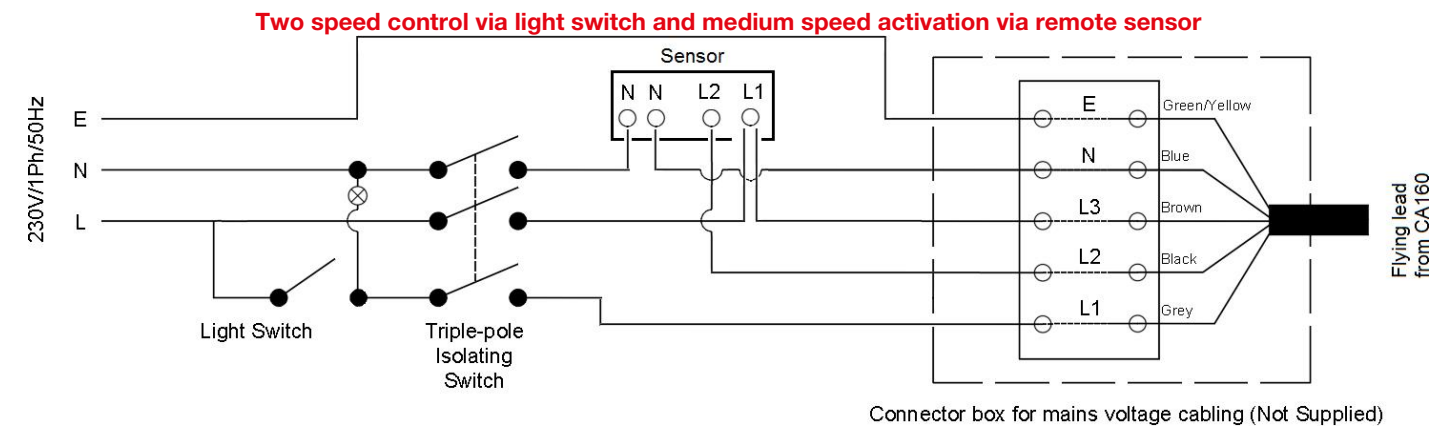 Two speed control via light switch and medium speed activation via remote sensor
Sensor
N N L2 L1
230V/1Ph/50Hz
E
N
L
Light Switch
Triple-pole
Isolating
Switch
E Green/Yellow
N Blue
L3 Brown
L2 Black
L1 Grey
Flying lead
from CA160
Connector box for mains voltage cabling (Not Supplied)